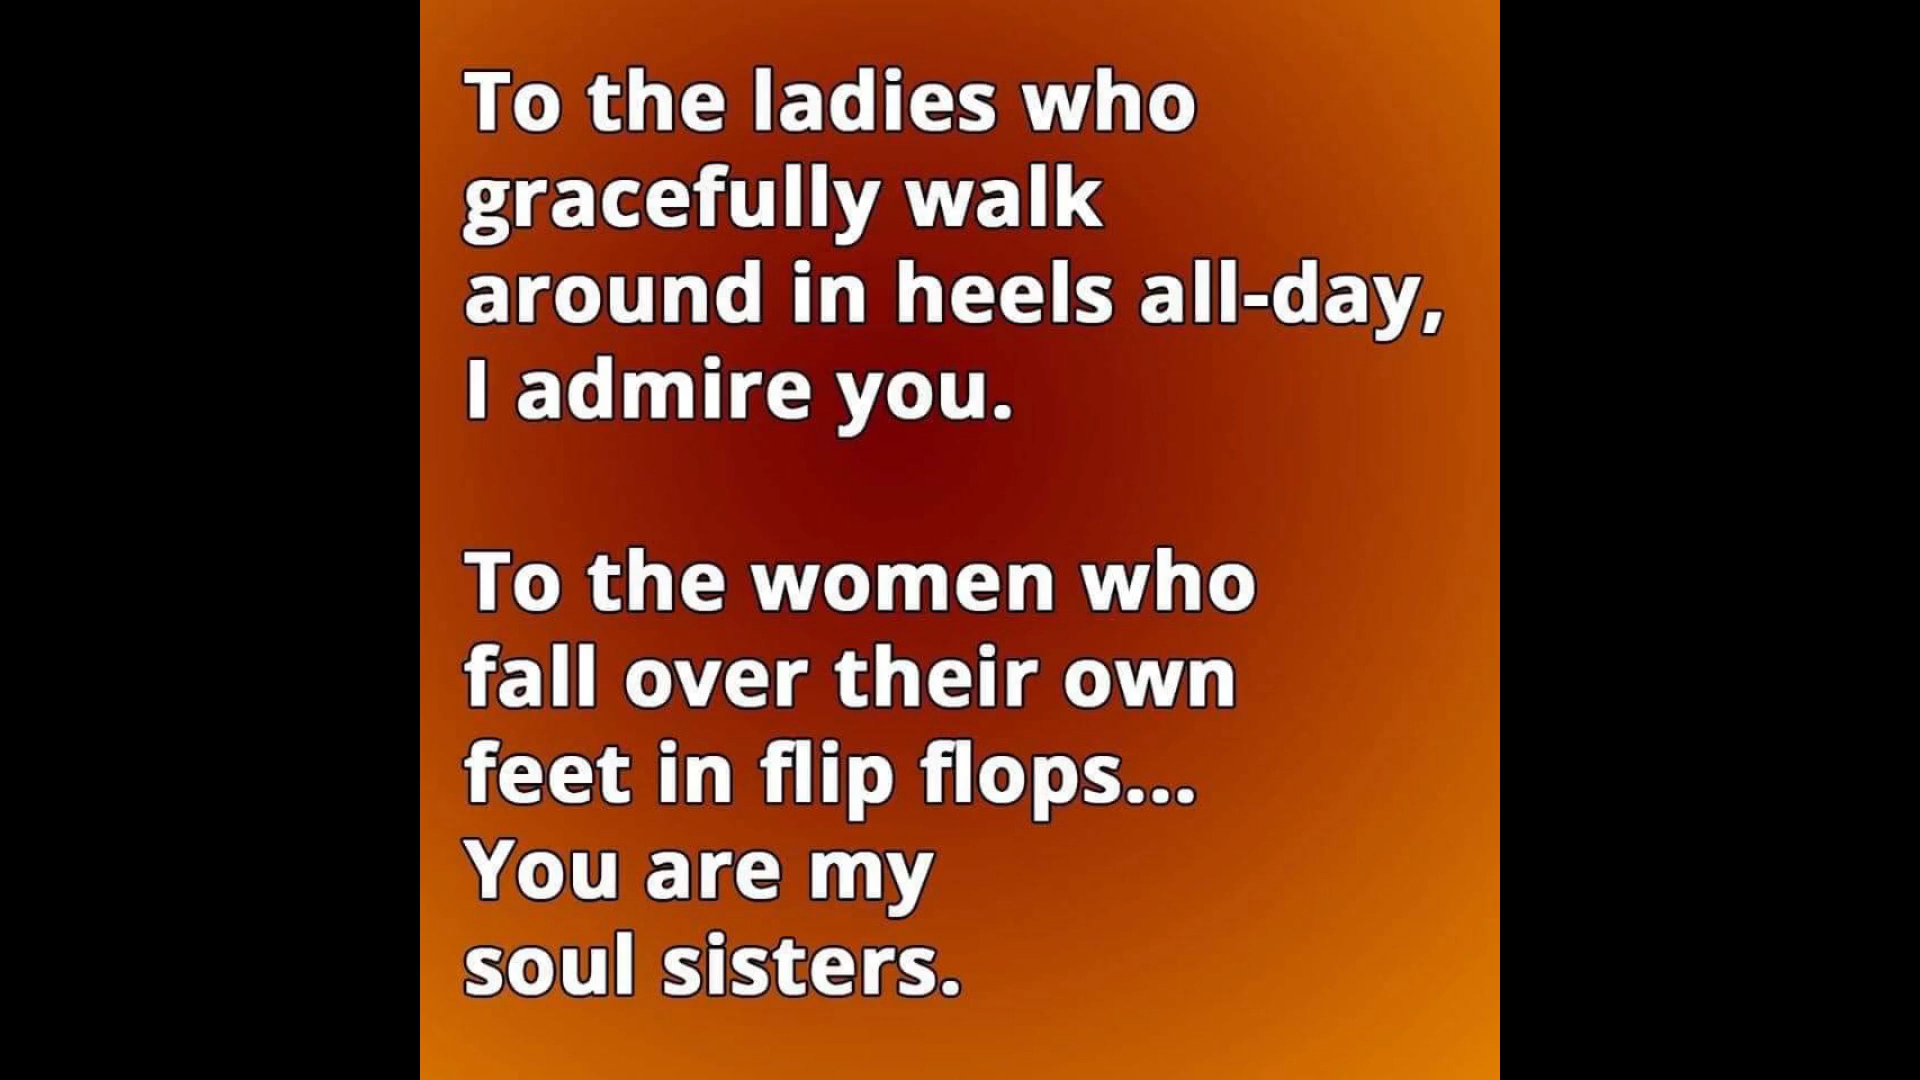 To the ladies who
gracefully walk
around in heels all-day,
I admire you.
To the women who
fall over their own
feet in flip flops...
You are my
soul sisters.